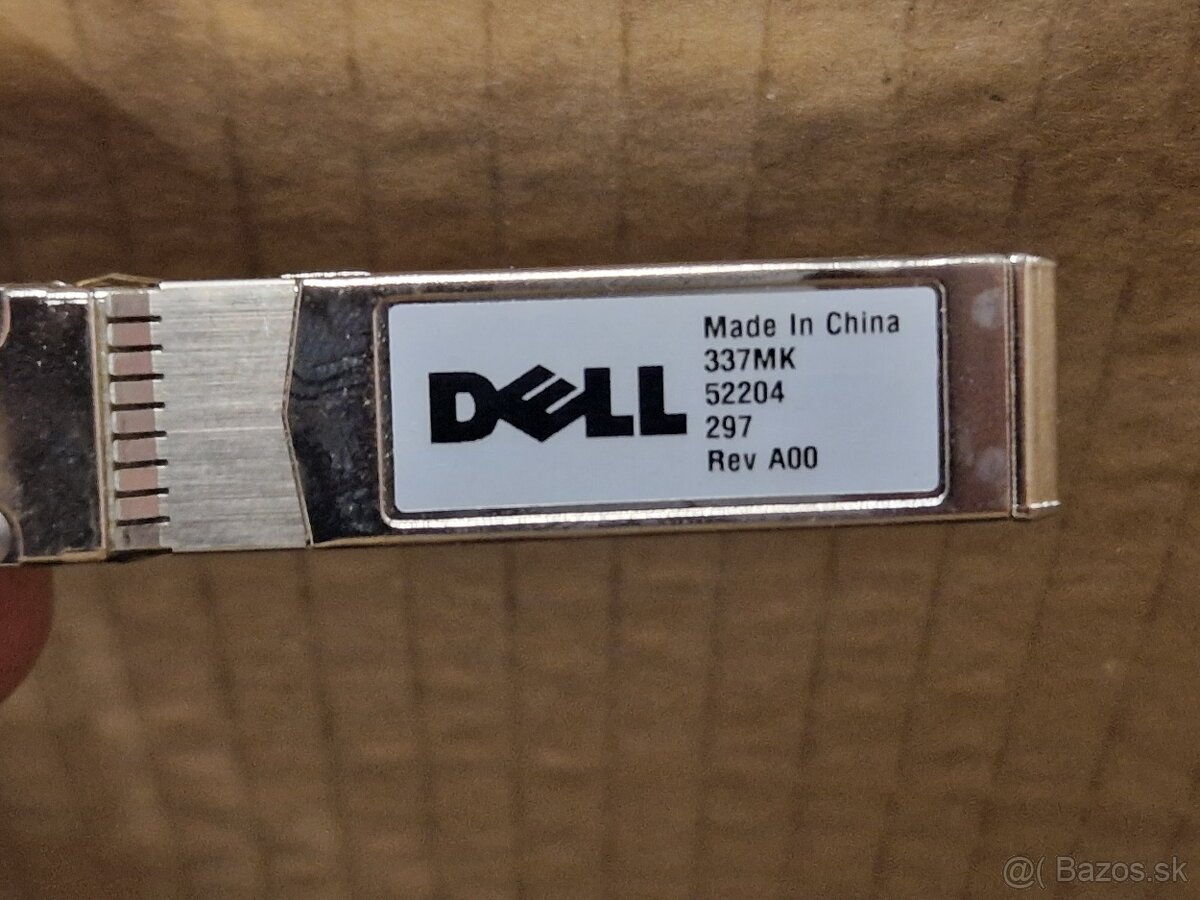 DELL
Made In China
337MK
52204
297
Rev A00
@( Bazos.sk